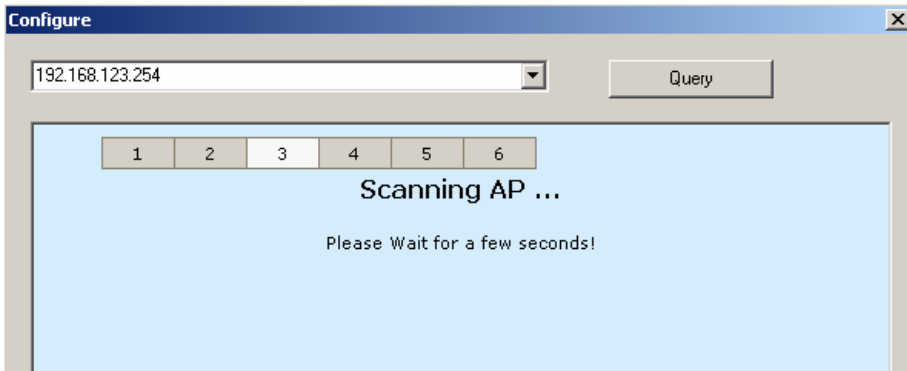 Configure
192.168.123.254
Query
1 2 3 4 5 6
Scanning AP ...
Please Wait for a few seconds!